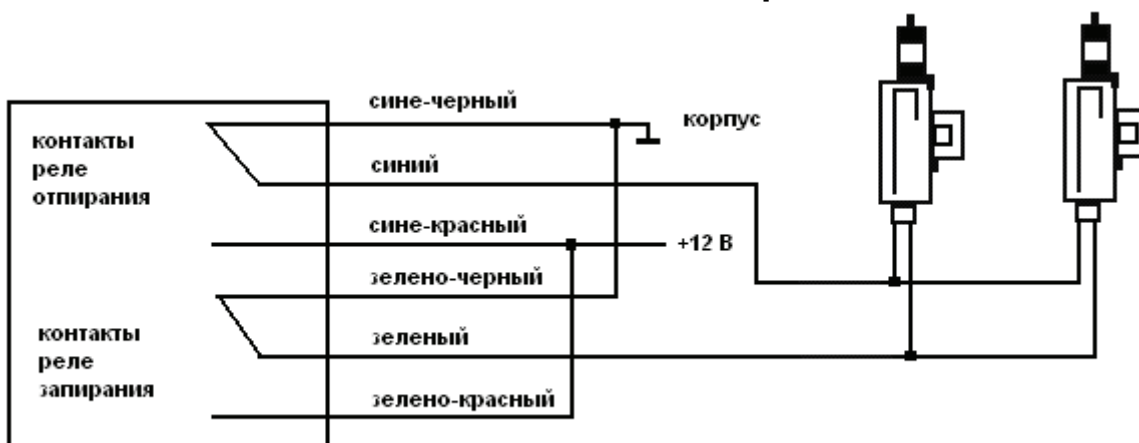 сине-черный
корпус
контакты
реле
отпирания
синий
сине-красный
+12 В
зелено-черный
контакты
реле
запирания
зеленый
зелено-красный